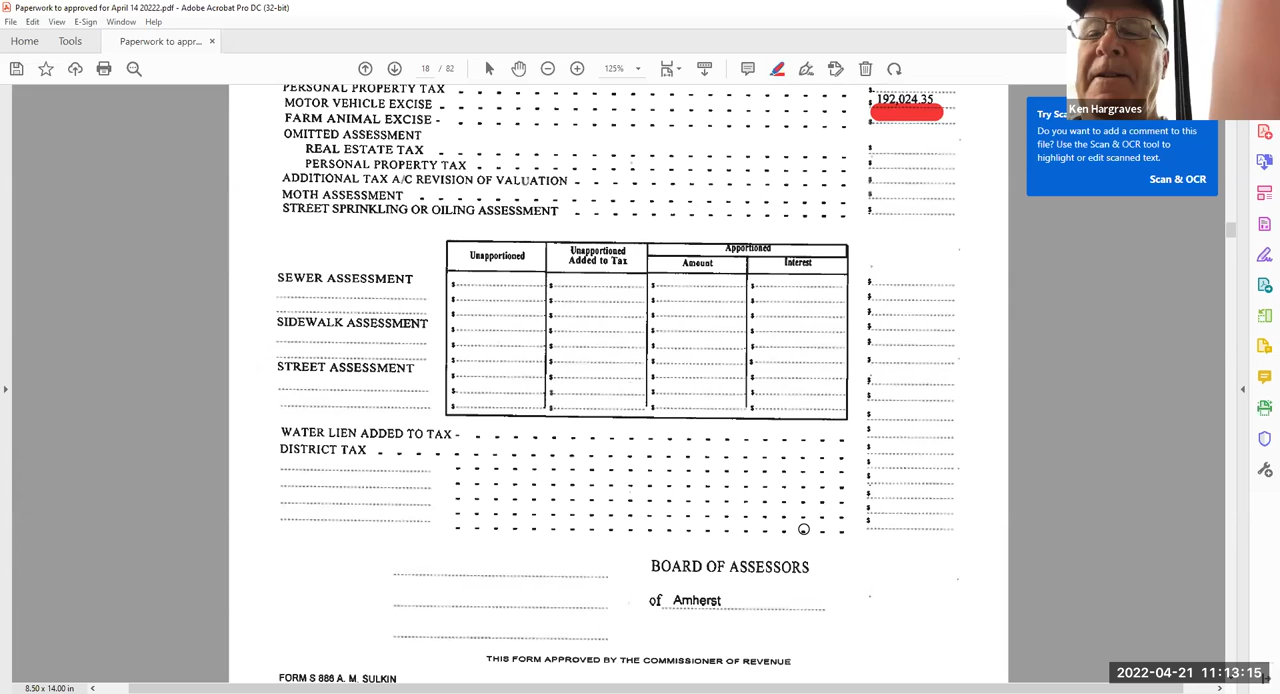 Paperwork to approved for April 14 20222.pdf - Adobe Acrobat Pro DC (32-bit)
File Edit View E-Sign Window Help
Home Tools Paperwork to appr... ×
18 / 82 125%
PERSONAL PROPERTY TAX
192,024.35
MOTOR VEHICLE EXCISE
FARM ANIMAL EXCISE -
OMITTED ASSESSMENT
REAL ESTATE TAX
PERSONAL PROPERTY TAX
ADDITIONAL TAX A/C REVISION OF VALUATION
MOTH ASSESSMENT
STREET SPRINKLING OR OILING ASSESSMENT
Unapportioned
Unapportioned
Added to Tax
Apportioned
Amount Interest
SEWER ASSESSMENT
SIDEWALK ASSESSMENT
STREET ASSESSMENT
WATER LIEN ADDED TO TAX -
DISTRICT TAX
BOARD OF ASSESSORS
of Amherst
THIS FORM APPROVED BY THE COMMISSIONER OF REVENUE
FORM S 886 A. M. SULKIN
8.50 x 14.00 in
Ken Hargraves
Do you want to add a comment to this
file? Use the Scan & OCR tool to
highlight or edit scanned text.
Scan & OCR
2022-04-21 11:13:15